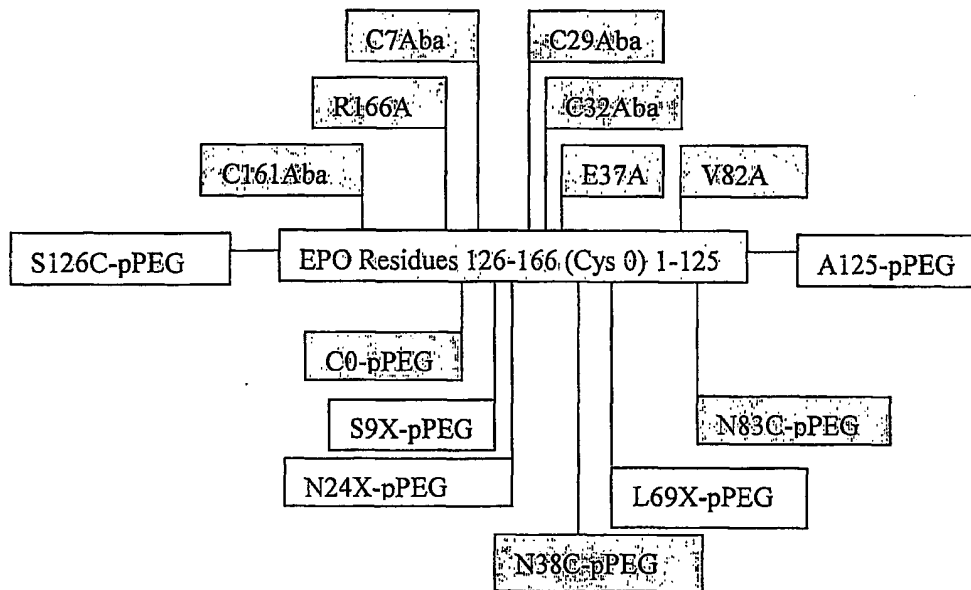 C7Aba
C29Aba
R166A
C32Aba
C161Aba
E37A
V82A
S126C-pPEG
EPO Residues 126-166 (Cys 0) 1-125
A125-pPEG
C0-pPEG
S9X-pPEG
N83C-pPEG
N24X-pPEG
L69X-pPEG
N38C-pPEG